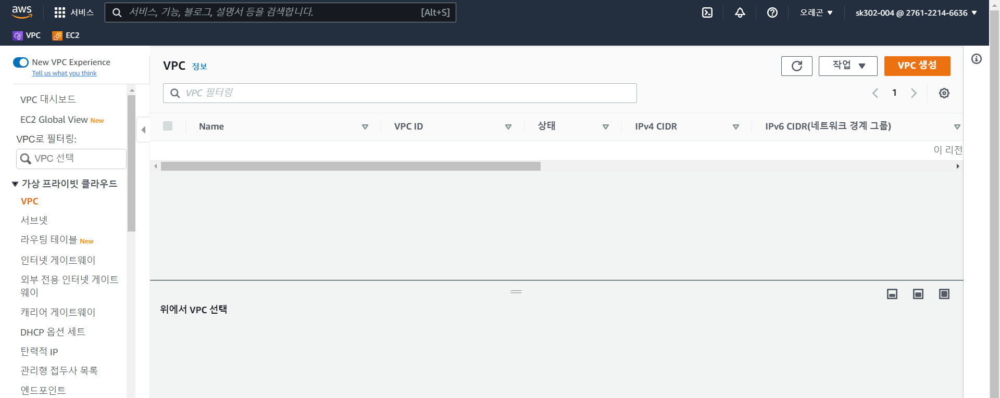 aws 서비스 서비스, 기능, 블로그, 설명서 등을 검색합니다. [Alt+S] 오레곤 ▼ sk302-004 @ 2761-2214-6636 ▼
VPC EC2
New VPC Experience
Tell us what you think
VPC 대시보드
EC2 Global View New
VPC로 필터링:
VPC 선택
가상 프라이빗 클라우드
VPC
서브넷
라우팅 테이블 New
인터넷 게이트웨이
외부 전용 인터넷 게이트
웨이
캐리어 게이트웨이
DHCP 옵션 세트
탄력적 IP
관리형 접두사 목록
엔드포인트
VPC 정보
작업 ▼ VPC 생성
VPC 필터링
1
Name VPC ID 상태 IPv4 CIDR IPv6 CIDR(네트워크 경계 그룹)
이 리전
위에서 VPC 선택